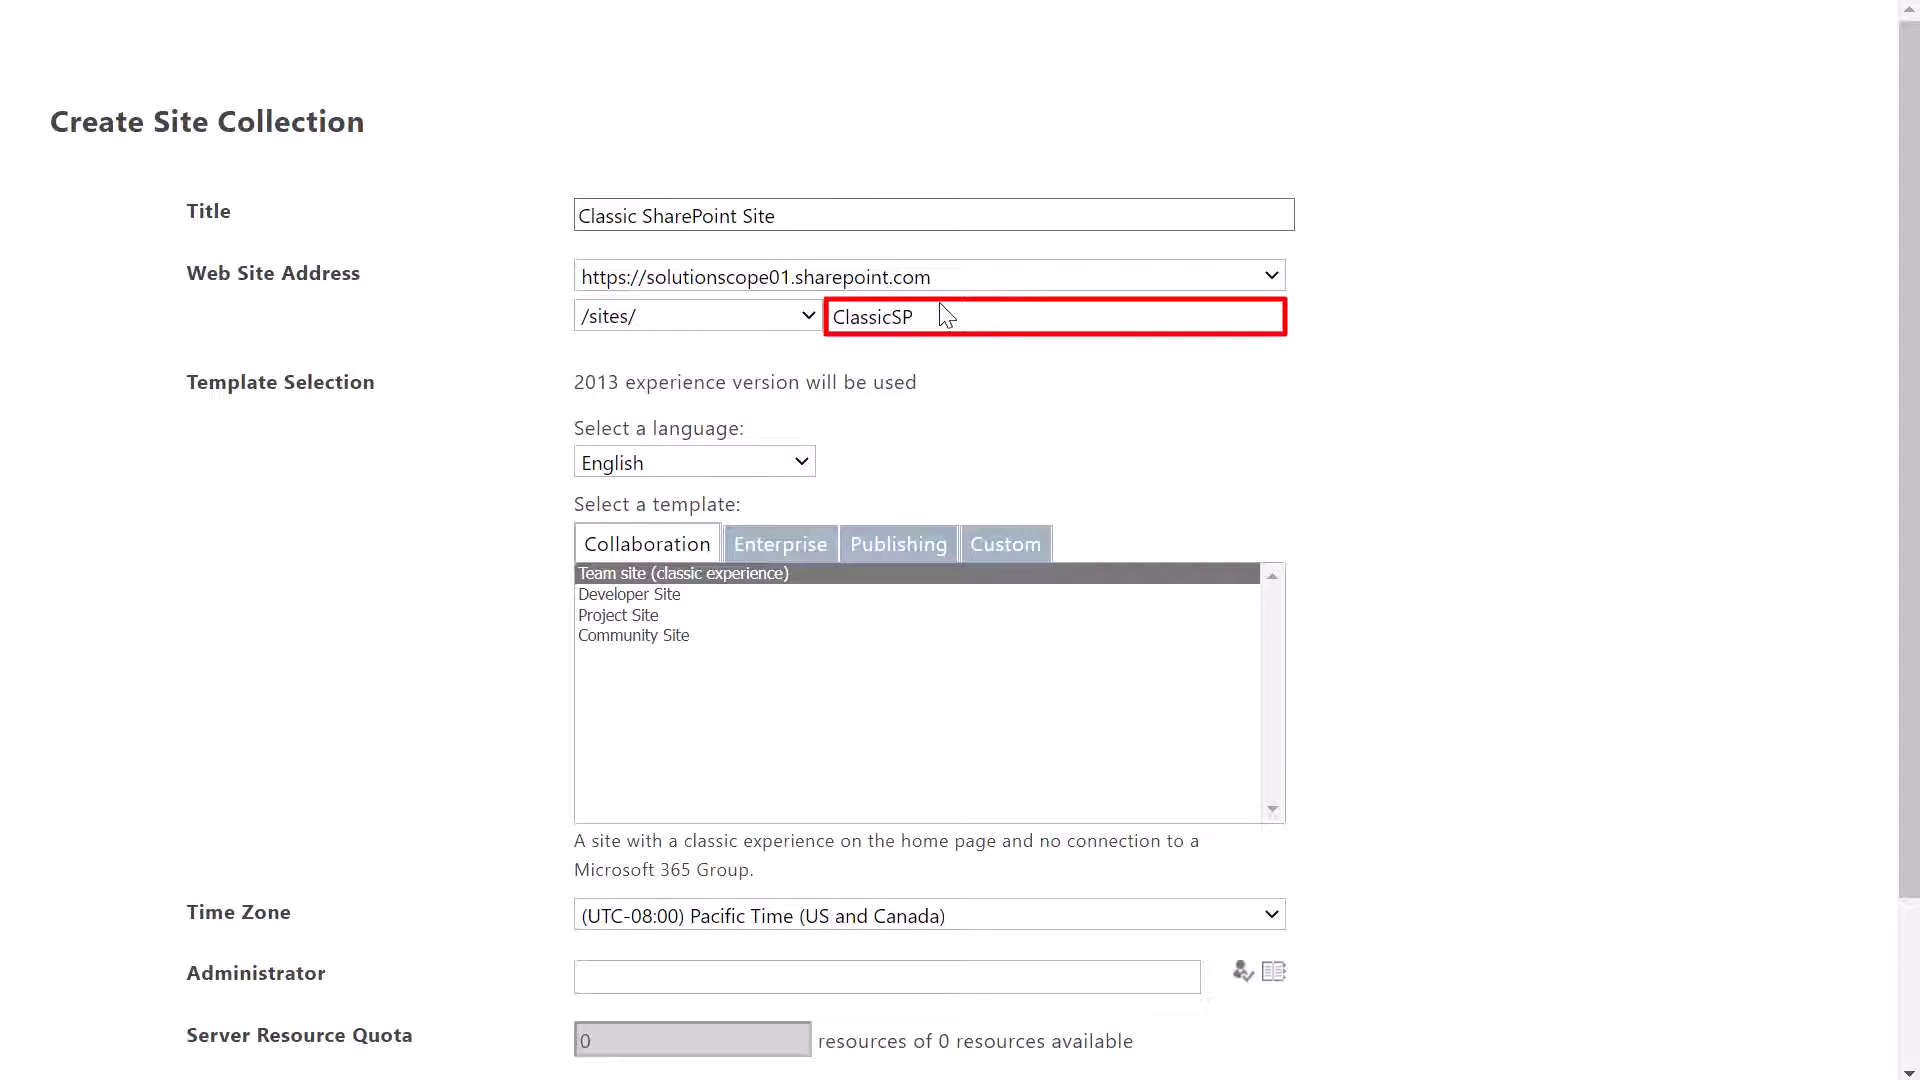 Create Site Collection
Title
Classic SharePoint Site
Web Site Address
https://solutionscope01.sharepoint.com
/sites/
ClassicSP
Template Selection
2013 experience version will be used
Select a language:
English
Select a template:
Collaboration
Enterprise
Publishing
Custom
Team site (classic experience)
Developer Site
Project Site
Community Site
A site with a classic experience on the home page and no connection to a
Microsoft 365 Group.
Time Zone
(UTC-08:00) Pacific Time (US and Canada)
Administrator
Server Resource Quota
0
resources of 0 resources available